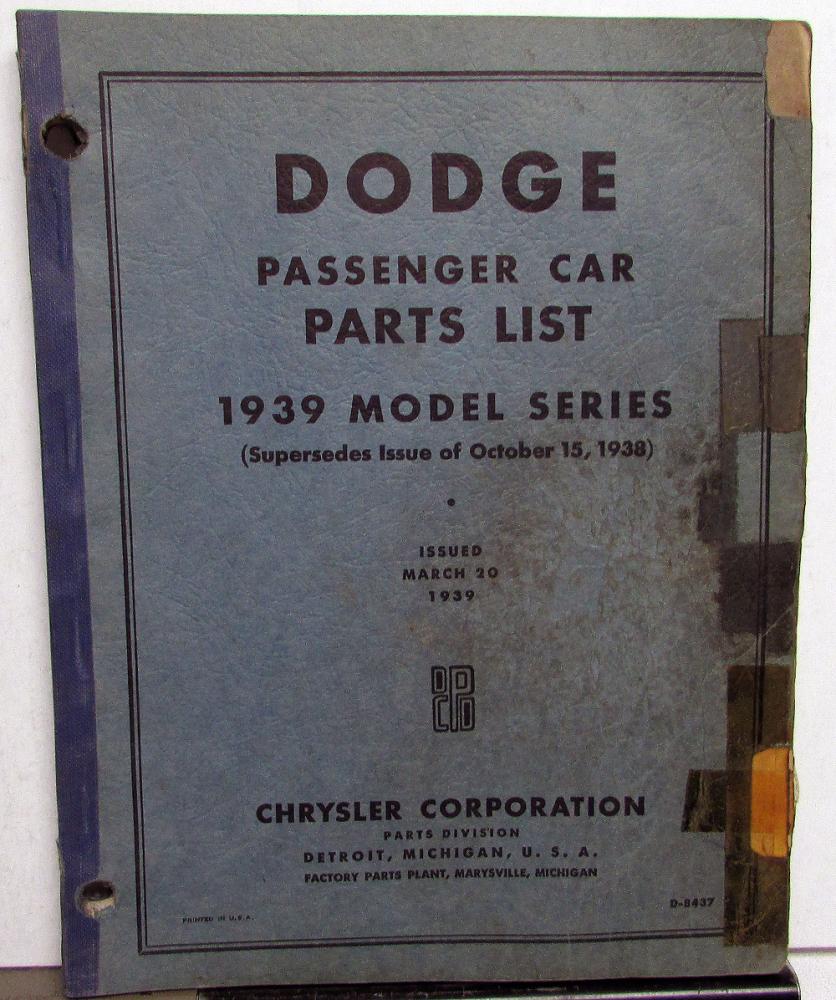 DODGE
PASSENGER CAR
PARTS LIST
1939 MODEL SERIES
(Supersedes Issue of October 15, 1938)
ISSUED
MARCH 20
1939
DPCD
CHRYSLER CORPORATION
PARTS DIVISION
DETROIT, MICHIGAN, U. S. A.
FACTORY PARTS PLANT, MARYSVILLE, MICHIGAN
D-8437
PRINTED IN U.S.A.